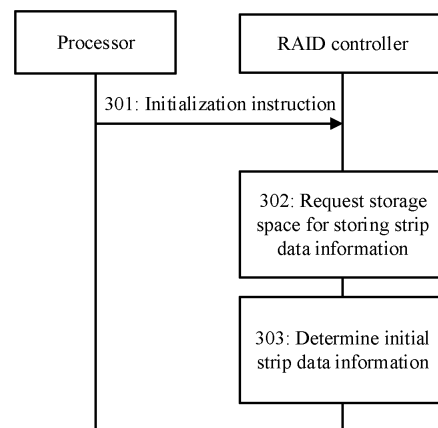 Processor
RAID controller
301: Initialization instruction
302: Request storage
space for storing strip
data information
303: Determine initial
strip data information